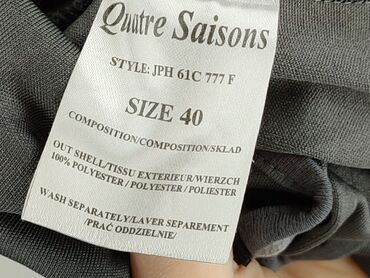 Quatre Saisons
STYLE: JPH 61C 777 F
SIZE 40
COMPOSITION/COMPOSITION/SKŁAD
OUT SHELL/TISSU EXTERIEUR/WIERZCH
100% POLYESTER / POLYESTER / POLIESTER
WASH SEPARATELY/LAVER SEPAREMENT
/PRAĆ ODDZIELNIE/